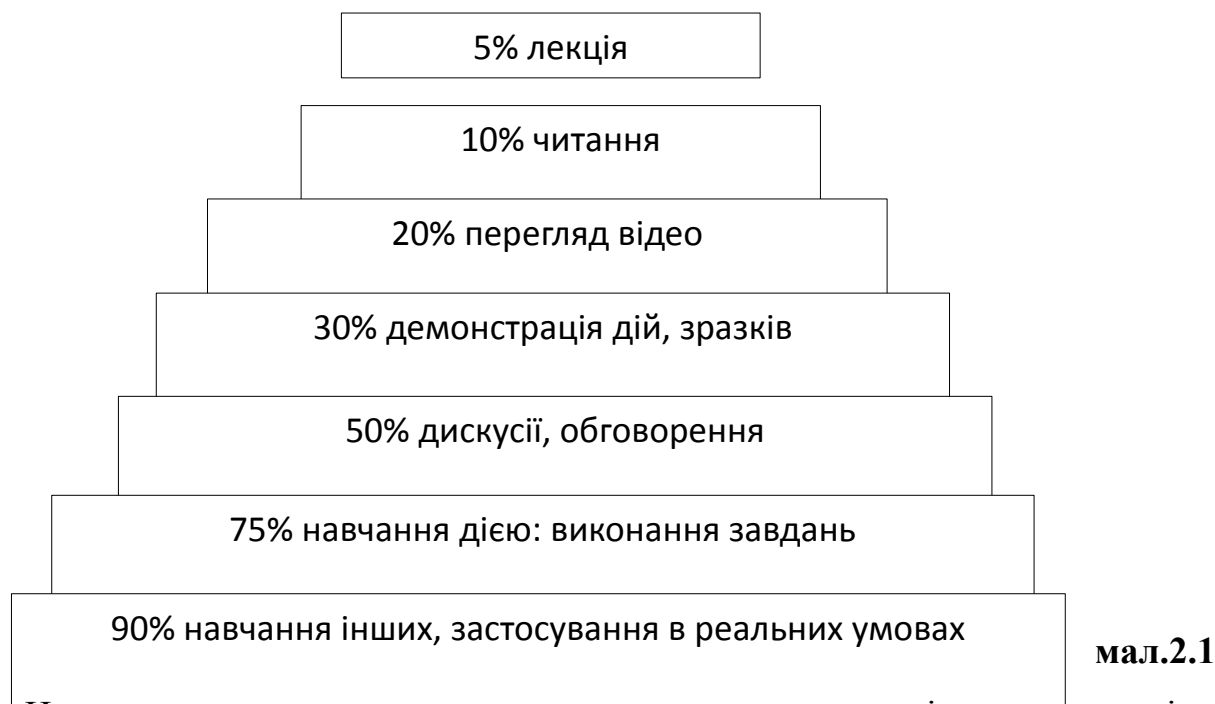 5% лекція
10% читання
20% перегляд відео
30% демонстрація дій, зразків
50% дискусії, обговорення
75% навчання дією: виконання завдань
90% навчання інших, застосування в реальних умовах
мал.2.1